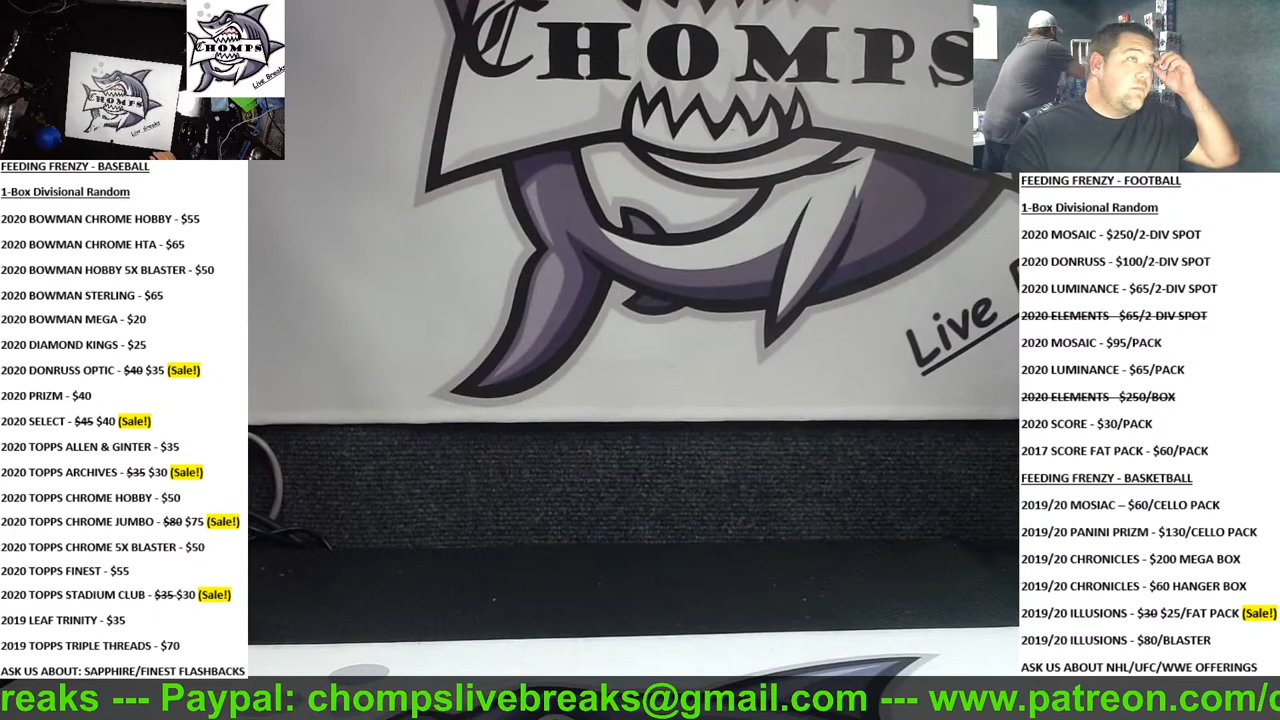 CHOMPS
Live Breaks
CHOMPS
Live Breaks
CHOMPS
Live
FEEDING FRENZY - BASEBALL
1-Box Divisional Random
2020 BOWMAN CHROME HOBBY - $55
2020 BOWMAN CHROME HTA - $65
2020 BOWMAN HOBBY 5X BLASTER - $50
2020 BOWMAN STERLING - $65
2020 BOWMAN MEGA - $20
2020 DIAMOND KINGS - $25
2020 DONRUSS OPTIC - $40 $35 (Sale!)
2020 PRIZM - $40
2020 SELECT - $45 $40 (Sale!)
2020 TOPPS ALLEN & GINTER - $35
2020 TOPPS ARCHIVES - $35 $30 (Sale!)
2020 TOPPS CHROME HOBBY - $50
2020 TOPPS CHROME JUMBO - $80 $75 (Sale!)
2020 TOPPS CHROME 5X BLASTER - $50
2020 TOPPS FINEST - $55
2020 TOPPS STADIUM CLUB - $35 $30 (Sale!)
2019 LEAF TRINITY - $35
2019 TOPPS TRIPLE THREADS - $70
ASK US ABOUT: SAPPHIRE/FINEST FLASHBACKS
FEEDING FRENZY - FOOTBALL
1-Box Divisional Random
2020 MOSAIC - $250/2-DIV SPOT
2020 DONRUSS - $100/2-DIV SPOT
2020 LUMINANCE - $65/2-DIV SPOT
2020 ELEMENTS - $65/2-DIV SPOT
2020 MOSAIC - $95/PACK
2020 LUMINANCE - $65/PACK
2020 ELEMENTS - $250/BOX
2020 SCORE - $30/PACK
2017 SCORE FAT PACK - $60/PACK
FEEDING FRENZY - BASKETBALL
2019/20 MOSIAC – $60/CELLO PACK
2019/20 PANINI PRIZM - $130/CELLO PACK
2019/20 CHRONICLES - $200 MEGA BOX
2019/20 CHRONICLES - $60 HANGER BOX
2019/20 ILLUSIONS - $30 $25/FAT PACK (Sale!)
2019/20 ILLUSIONS - $80/BLASTER
ASK US ABOUT NHL/UFC/WWE OFFERINGS
reaks --- Paypal: chompslivebreaks@gmail.com --- www.patreon.com/c